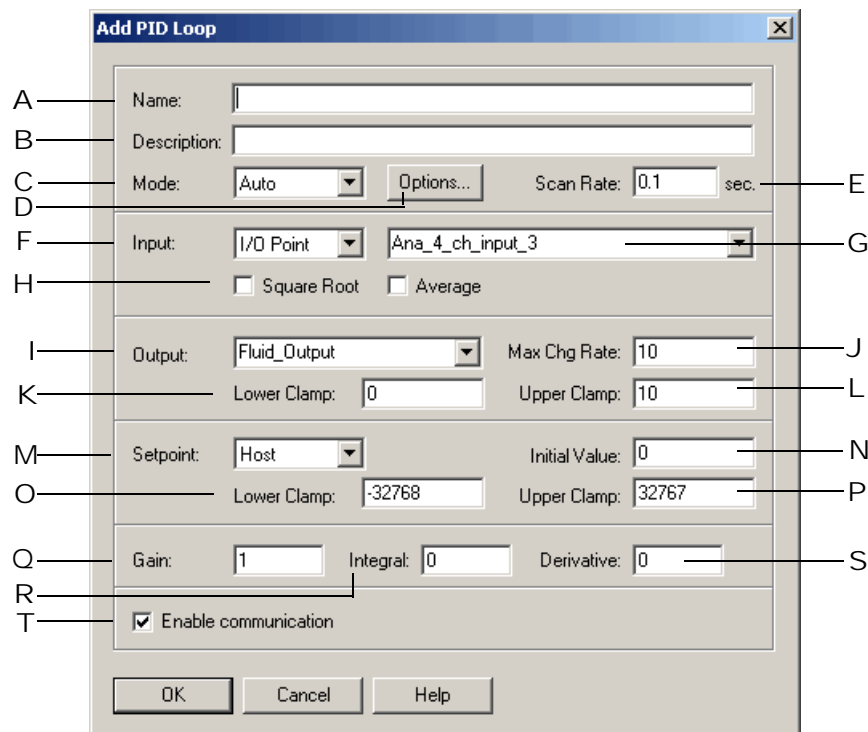 Add PID Loop
A Name:
B Description:
C Mode: Auto Options... Scan Rate: 0.1 sec. E
D
F Input: I/O Point Ana_4_ch_input_3 G
H Square Root Average
I Output: Fluid_Output Max Chg Rate: 10 J
K Lower Clamp: 0 Upper Clamp: 10 L
M Setpoint: Host Initial Value: 0 N
O Lower Clamp: -32768 Upper Clamp: 32767 P
Q Gain: 1 Integral: 0 Derivative: 0 S
R
T Enable communication
OK Cancel Help